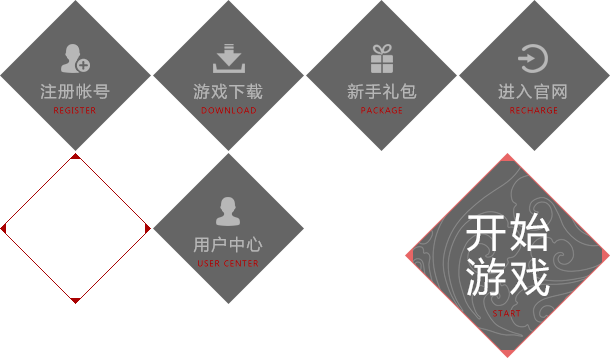 注册帐号
REGISTER
游戏下载
DOWNLOAD
新手礼包
PACKAGE
进入官网
RECHARGE
用户中心
USER CENTER
开始
游戏
START